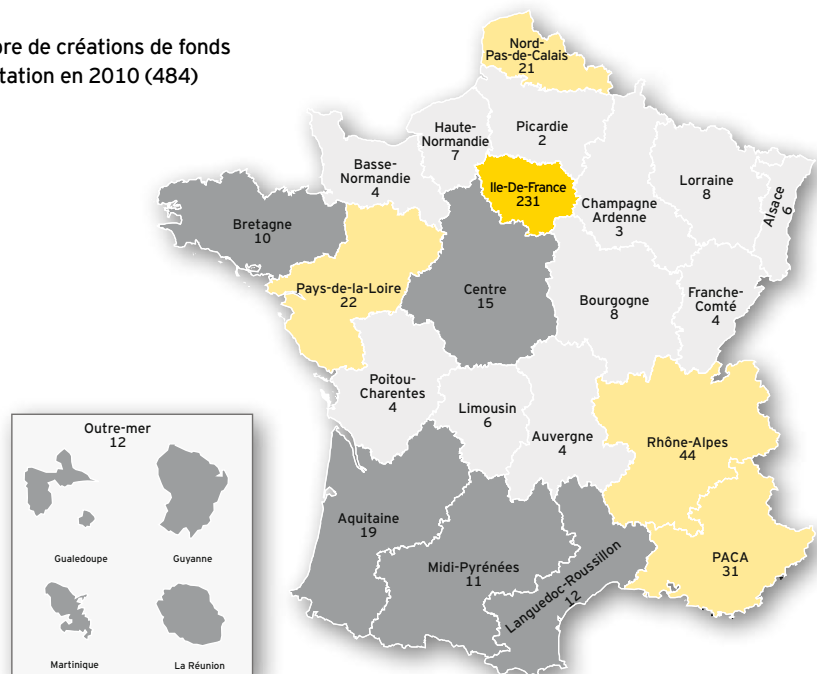 bre de créations de fonds
tation en 2010 (484)
Nord-
Pas-de-Calais
21
Haute-
Normandie
7
Picardie
2
Basse-
Normandie
4
Ile-De-France
231
Champagne
Ardenne
3
Lorraine
8
Alsace
6
Bretagne
10
Pays-de-la-Loire
22
Centre
15
Bourgogne
8
Franche-
Comté
4
Poitou-
Charentes
4
Limousin
6
Auvergne
4
Rhône-Alpes
44
Aquitaine
19
Midi-Pyrénées
11
Languedoc-Roussillon
12
PACA
31
Outre-mer
12
Gualedoupe
Guyanne
Martinique
La Réunion